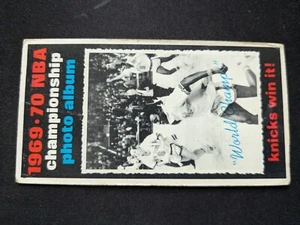 1969-70 NBA
championship
photo album
"World Champs"
knicks win it!